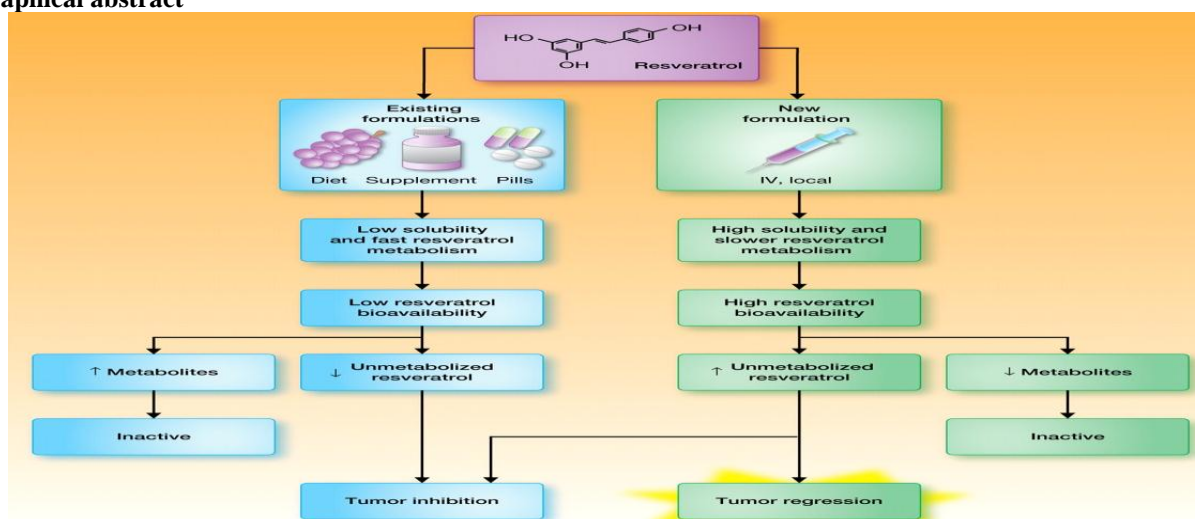 aphical abstract
HO
OH
OH
Resveratrol
Existing
formulations
Diet Supplement Pills
New
formulation
IV, local
Low solubility
and fast resveratrol
metabolism
High solubility and
slower resveratrol
metabolism
Low resveratrol
bioavailability
High resveratrol
bioavailability
↑ Metabolites
↓ Unmetabolized
resveratrol
↑ Unmetabolized
resveratrol
↓ Metabolites
Inactive
Inactive
Tumor inhibition
Tumor regression